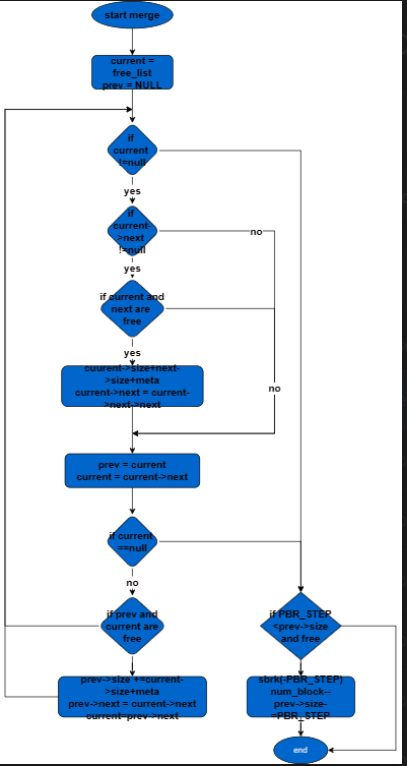 start merge
current =
free_list
prev = NULL
if
current
!=null
yes
if
current-
>next
!=null
no
yes
if current and
next are
free
yes
cuurent->size+next-
>size+meta
current->next = current-
>next->next
no
prev = current
current = current->next
if current
==null
no
if prev and
current are
free
if PBR_STEP
<prev->size
and free
prev->size +=current-
>size+meta
prev->next = current->next
current=prev->next
sbrk(-PBR_STEP)
num_block--
prev->size-
=PBR_STEP
end